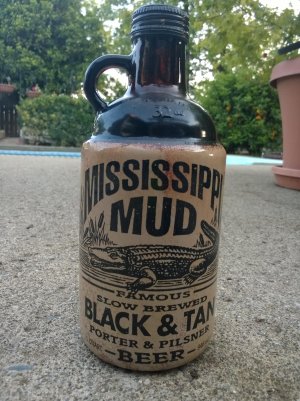 MISSISSIPPI
MUD
FAMOUS
SLOW BREWED
BLACK & TAN
PORTER & PILSNER
BEER